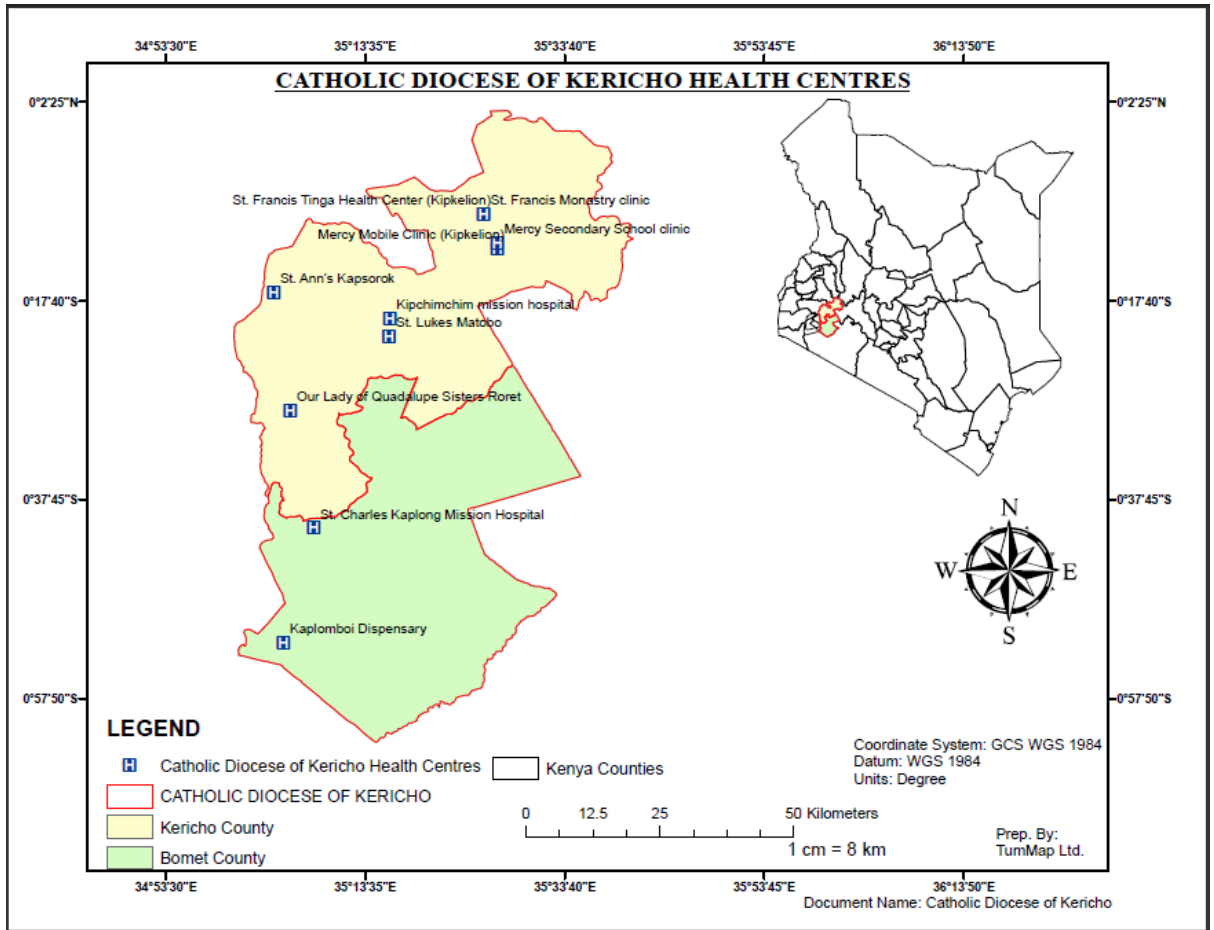 34°53'30"E 35°13'35"E 35°33'40"E 35°53'45"E 36°13'50"E
CATHOLIC DIOCESE OF KERICHO HEALTH CENTRES
0°2'25"N 0°2'25"N
St. Francis Tinga Health Center (Kipkelion) St. Francis Monastry clinic
Mercy Mobile Clinic (Kipkelion) Mercy Secondary School clinic
St. Ann's Kapsorok
0°17'40"S 0°17'40"S
Kipchimchim mission hospital
St. Lukes Matobo
Our Lady of Quadalupe Sisters Roret
0°37'45"S 0°37'45"S
St. Charles Kaplong Mission Hospital
N
W E
S
Kaplomboi Dispensary
0°57'50"S 0°57'50"S
LEGEND
H Catholic Diocese of Kericho Health Centres
Kenya Counties
CATHOLIC DIOCESE OF KERICHO
Kericho County
Bomet County
Coordinate System: GCS WGS 1984
Datum: WGS 1984
Units: Degree
0 12.5 25 50 Kilometers
1 cm = 8 km
Prep. By:
TumMap Ltd.
34°53'30"E 35°13'35"E 35°33'40"E 35°53'45"E 36°13'50"E
Document Name: Catholic Diocese of Kericho